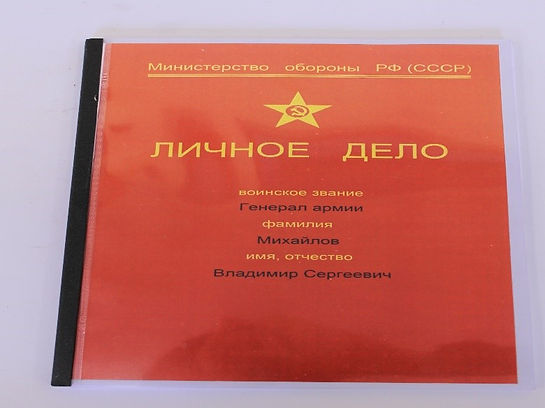 Министерство обороны РФ (СССР)
ЛИЧНОЕ ДЕЛО
воинское звание
Генерал армии
фамилия
Михайлов
имя, отчество
Владимир Сергеевич